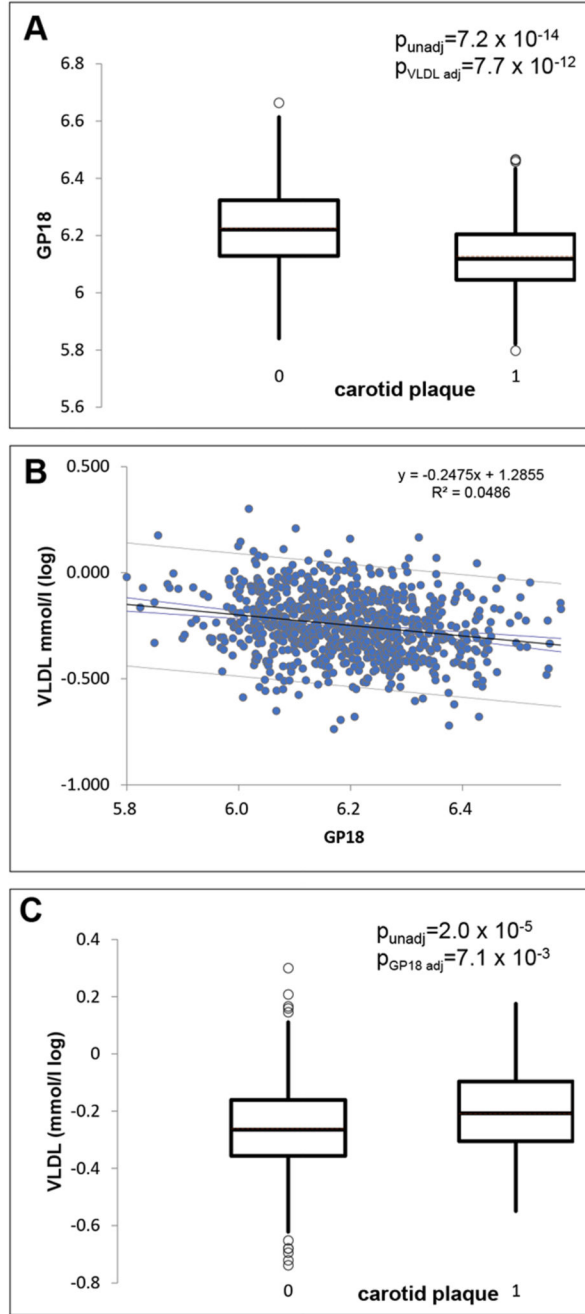 A
p_unadj=7.2 x 10^-14
p_VLDL adj=7.7 x 10^-12
6.8
6.6
6.4
6.2
6
5.8
5.6
GP18
0
carotid plaque
1
B
y = -0.2475x + 1.2855
R² = 0.0486
0.500
0.000
-0.500
-1.000
VLDL mmol/l (log)
5.8 6.0 6.2 6.4
GP18
C
p_unadj=2.0 x 10^-5
p_GP18 adj=7.1 x 10^-3
0.4
0.2
0
-0.2
-0.4
-0.6
-0.8
VLDL (mmol/l log)
0
carotid plaque
1